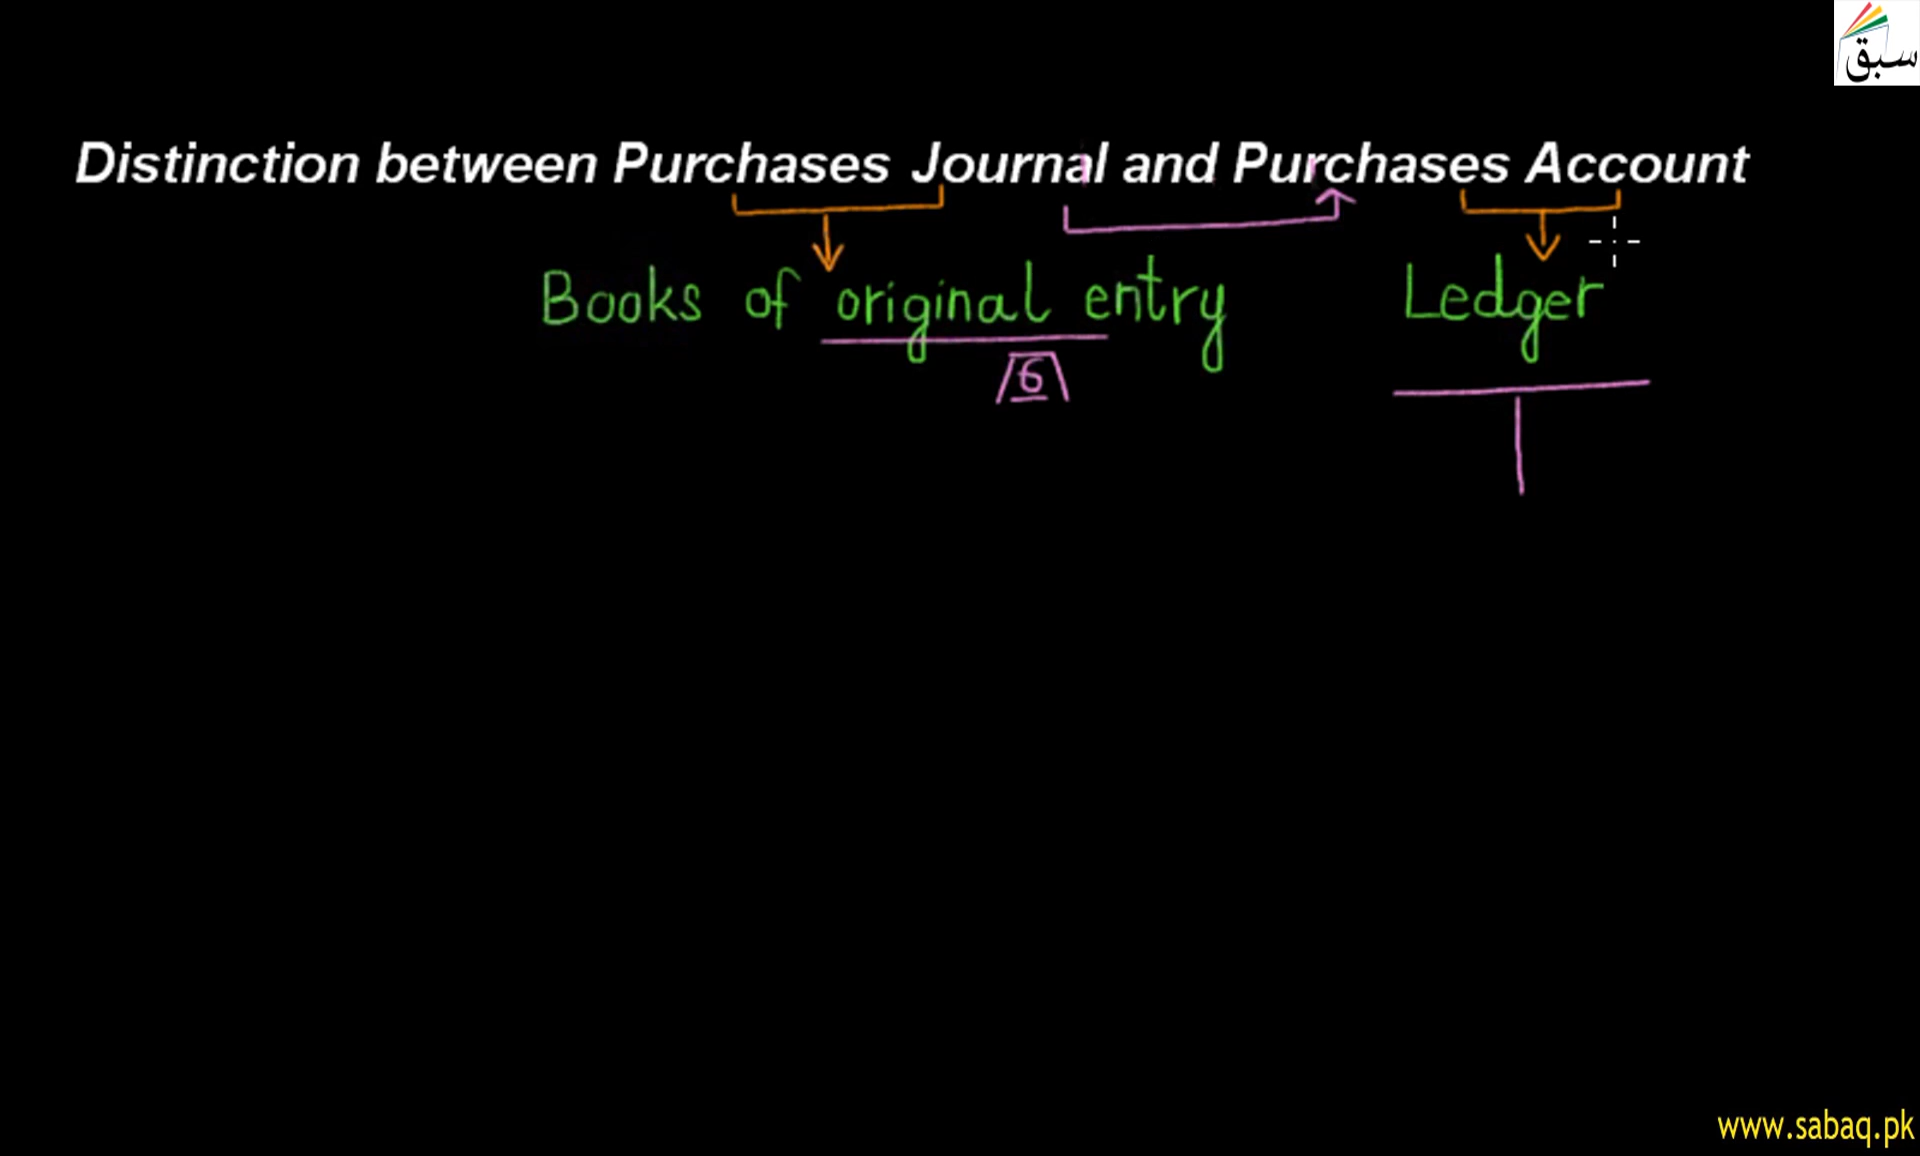 سبق
Distinction between Purchases Journal and Purchases Account
Books of original entry Ledger
6
www.sabaq.pk